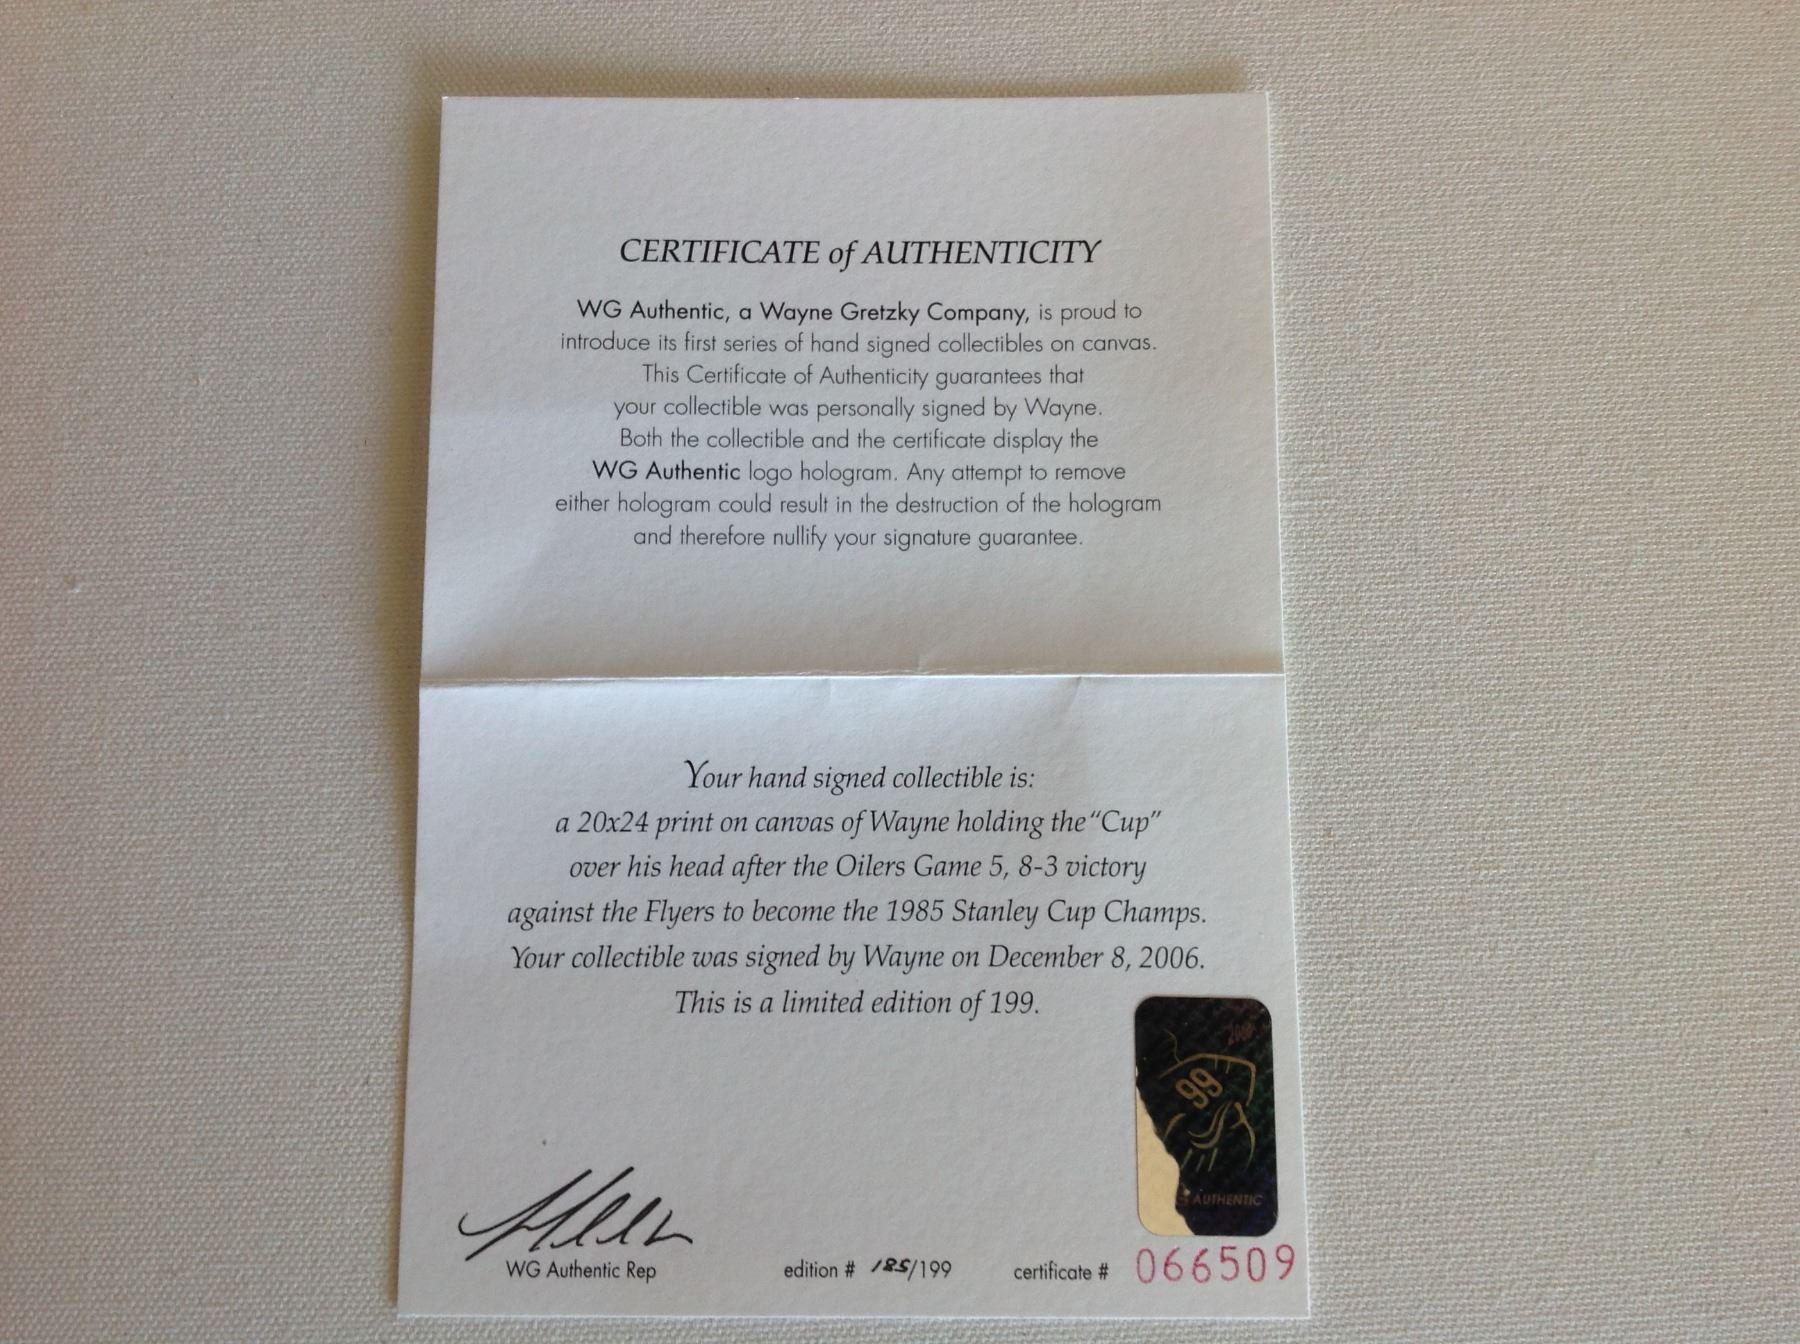 CERTIFICATE of AUTHENTICITY
WG Authentic, a Wayne Gretzky Company, is proud to
introduce its first series of hand signed collectibles on canvas.
This Certificate of Authenticity guarantees that
your collectible was personally signed by Wayne.
Both the collectible and the certificate display the
WG Authentic logo hologram. Any attempt to remove
either hologram could result in the destruction of the hologram
and therefore nullify your signature guarantee.
Your hand signed collectible is:
a 20x24 print on canvas of Wayne holding the "Cup"
over his head after the Oilers Game 5, 8-3 victory
against the Flyers to become the 1985 Stanley Cup Champs.
Your collectible was signed by Wayne on December 8, 2006.
This is a limited edition of 199.
99
AUTHENTIC
WG Authentic Rep
edition # 185/199
certificate # 066509